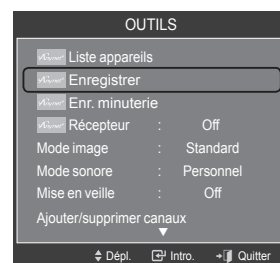 OUTILS
Liste appareils
Enregistrer
Enr. minuterie
Récepteur : Off
Mode image : Standard
Mode sonore : Personnel
Mise en veille : Off
Ajouter/supprimer canaux
Dépl. Intro. Quitter